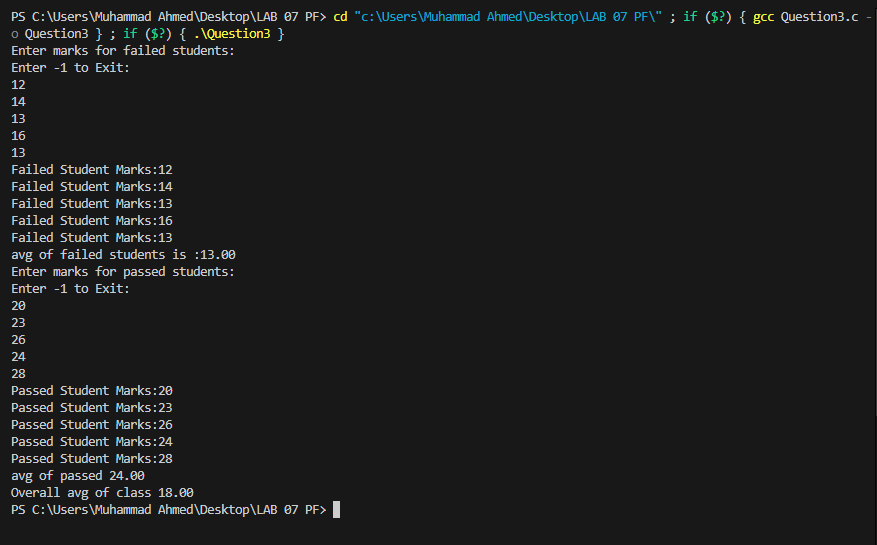 PS C:\Users\Muhammad Ahmed\Desktop\LAB 07 PF> cd "c:\Users\Muhammad Ahmed\Desktop\LAB 07 PF\" ; if ($?) { gcc Question3.c -
o Question3 } ; if ($?) { .\Question3 }
Enter marks for failed students:
Enter -1 to Exit:
12
14
13
16
13
Failed Student Marks:12
Failed Student Marks:14
Failed Student Marks:13
Failed Student Marks:16
Failed Student Marks:13
avg of failed students is :13.00
Enter marks for passed students:
Enter -1 to Exit:
20
23
26
24
28
Passed Student Marks:20
Passed Student Marks:23
Passed Student Marks:26
Passed Student Marks:24
Passed Student Marks:28
avg of passed 24.00
Overall avg of class 18.00
PS C:\Users\Muhammad Ahmed\Desktop\LAB 07 PF>